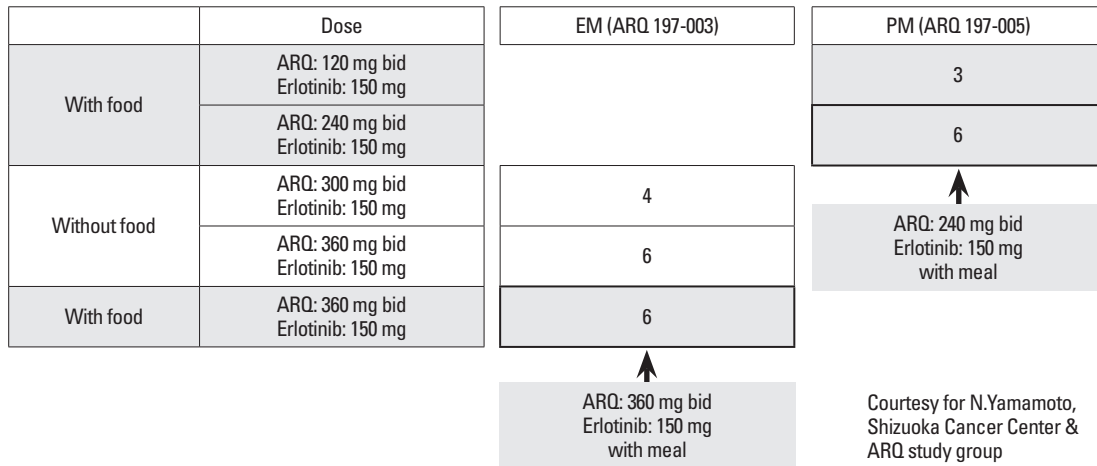 Dose
EM (ARQ 197-003)
PM (ARQ 197-005)
With food
ARQ: 120 mg bid
Erlotinib: 150 mg
3
ARQ: 240 mg bid
Erlotinib: 150 mg
6
Without food
ARQ: 300 mg bid
Erlotinib: 150 mg
4
ARQ: 360 mg bid
Erlotinib: 150 mg
6
ARQ: 240 mg bid
Erlotinib: 150 mg
with meal
With food
ARQ: 360 mg bid
Erlotinib: 150 mg
6
ARQ: 360 mg bid
Erlotinib: 150 mg
with meal
Courtesy for N.Yamamoto,
Shizuoka Cancer Center &
ARQ study group